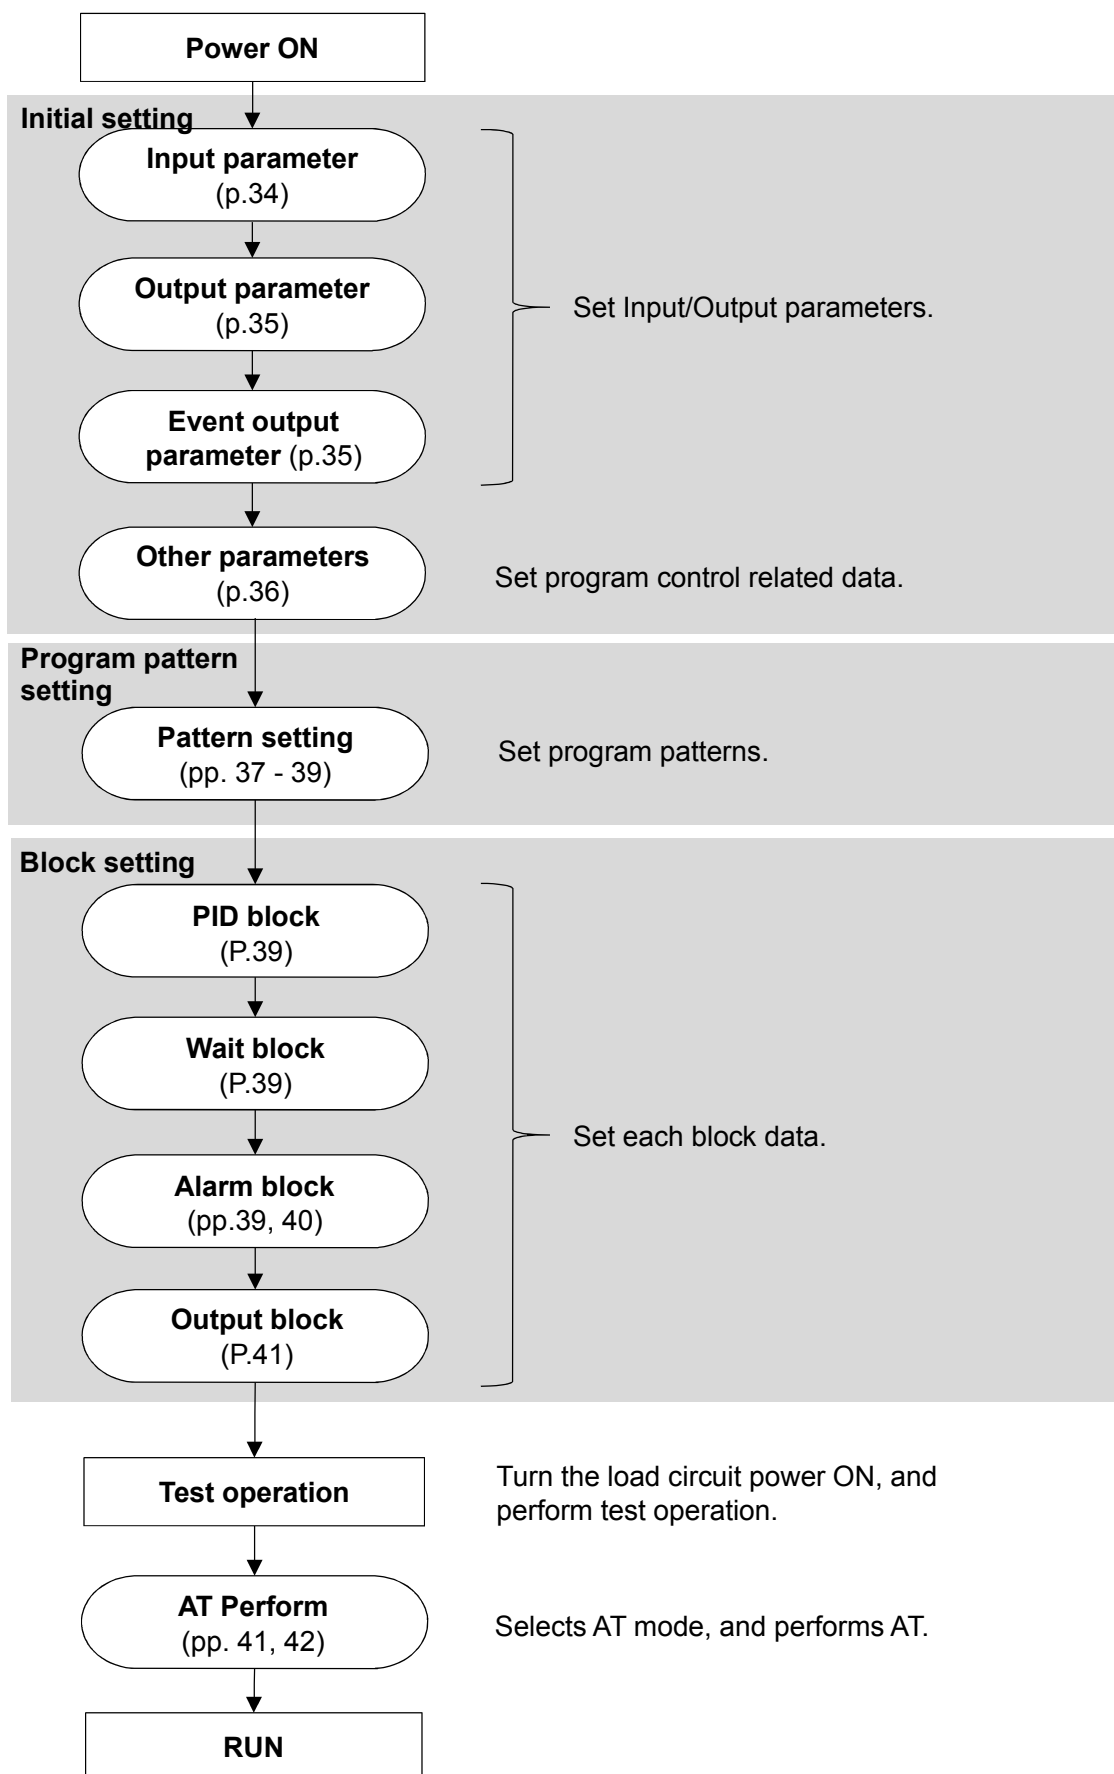 Power ON
Initial setting
Input parameter
(p.34)
Output parameter
(p.35)
Set Input/Output parameters.
Event output
parameter (p.35)
Other parameters
(p.36)
Set program control related data.
Program pattern
setting
Pattern setting
(pp. 37 - 39)
Set program patterns.
Block setting
PID block
(P.39)
Wait block
(P.39)
Set each block data.
Alarm block
(pp.39, 40)
Output block
(P.41)
Test operation
Turn the load circuit power ON, and
perform test operation.
AT Perform
(pp. 41, 42)
Selects AT mode, and performs AT.
RUN